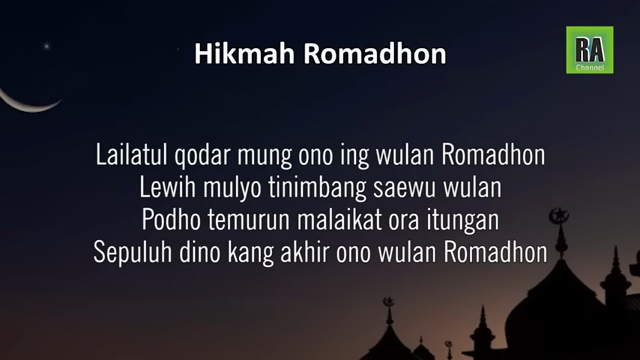 Hikmah Romadhon
RA
Channel
Lailatul qodar mung ono ing wulan Romadhon
Lewih mulyo tinimbang saewu wulan
Podho temurun malaikat ora itungan
Sepuluh dino kang akhir ono wulan Romadhon